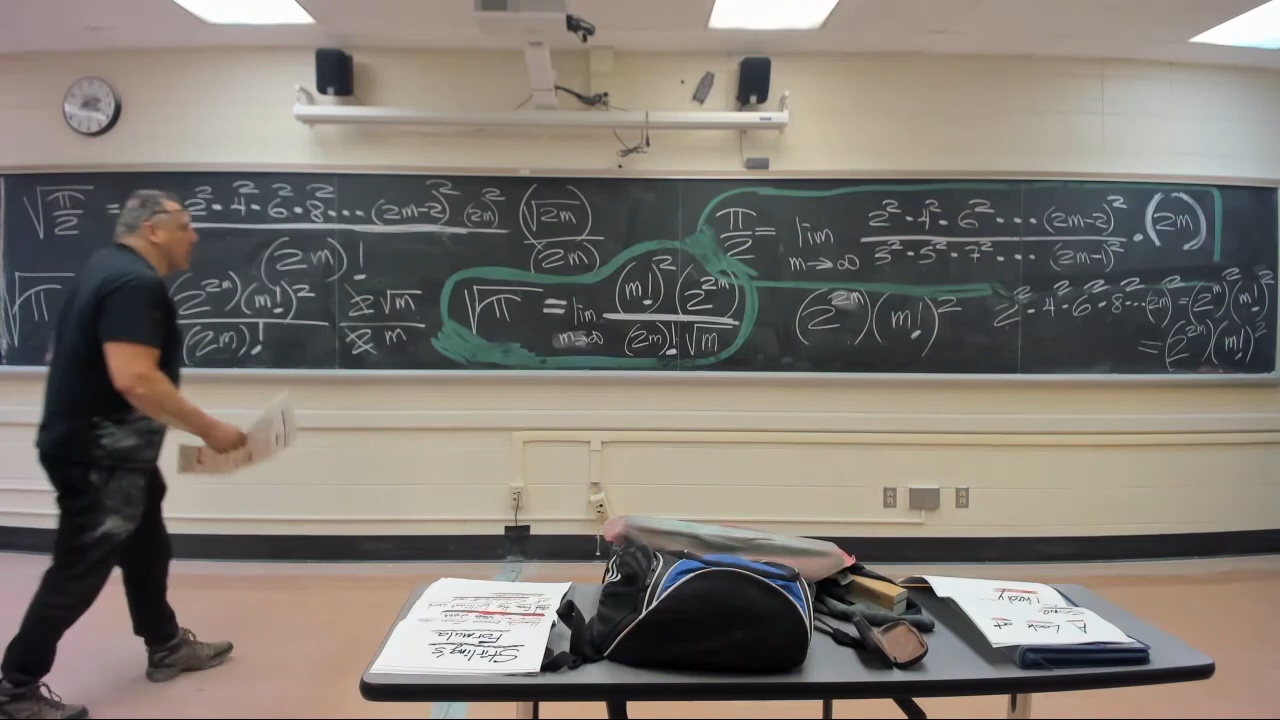 √π/2 = 2²·4²·6²·8²···(2m-2)²·(2m)² (√2m)/(2m)
(2m)!
√π (2^2m)(m!)²/(2m)! 2√m/2m
√π = lim m→∞ (m!)²(2^2m)/(2m)!√m
π/2 = lim m→∞ 2²·4²·6²···(2m-2)²/3²·5²·7²···(2m-1)² ·(2m)
(2^2m)(m!)²
2²·4²·6²·8²···(2m)² = (2^m)²(m!)²
= (2^2m)(m!)²
Stirling's
Formula
A Look at
Some